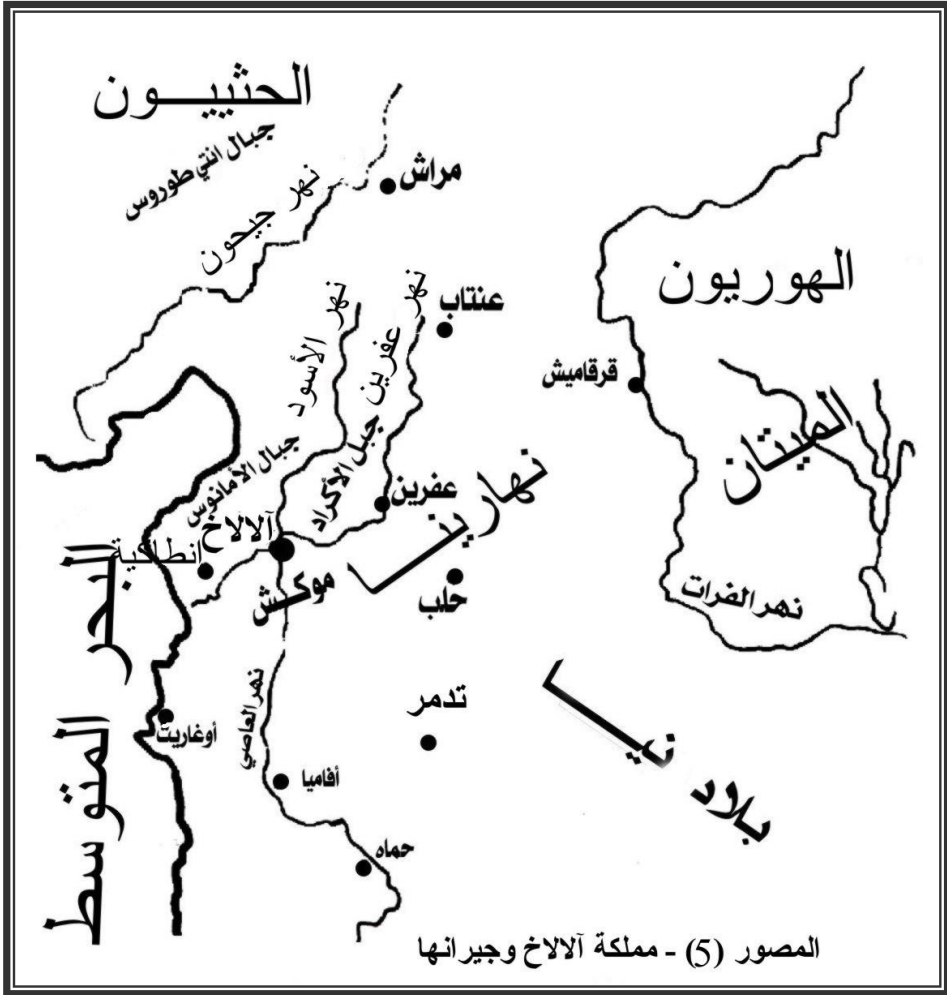 الحثييون
جبال انتي طوروس
نهر جيحون
مراش
نهر الأسود
نهر عفرين
عنتاب
الهوريون
قرقاميش
الميتان
جبال الأمانوس
جبل الأكراد
عفرين
نهارينا
آلالاخ
انطاكية
موكش
حلب
نهر الفرات
البحر المتوسط
نهر العاصي
أوغاريت
تدمر
بلاد نيا
أفاميا
حماه
المصور (5) - مملكة آلالاخ وجيرانها